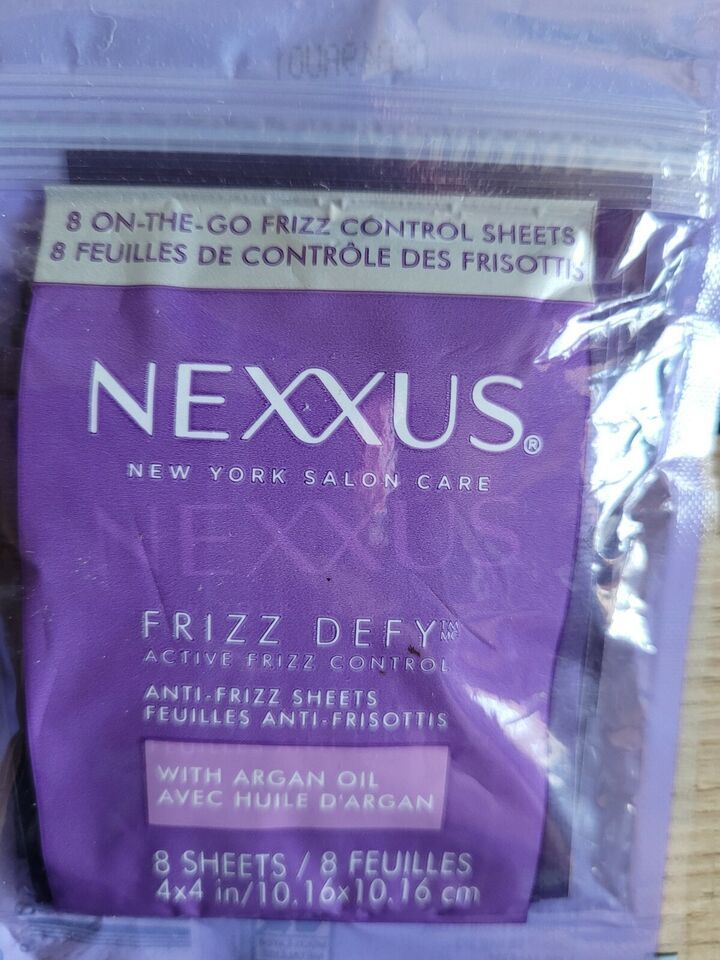 8 ON-THE-GO FRIZZ CONTROL SHEETS
8 FEUILLES DE CONTRÔLE DES FRISOTTIS
NEXXUS®
NEW YORK SALON CARE
NEXXUS
FRIZZ DEFY™ MC
ACTIVE FRIZZ CONTROL
ANTI-FRIZZ SHEETS
FEUILLES ANTI-FRISOTTIS
WITH ARGAN OIL
AVEC HUILE D'ARGAN
8 SHEETS / 8 FEUILLES
4x4 in/10.16x10.16 cm